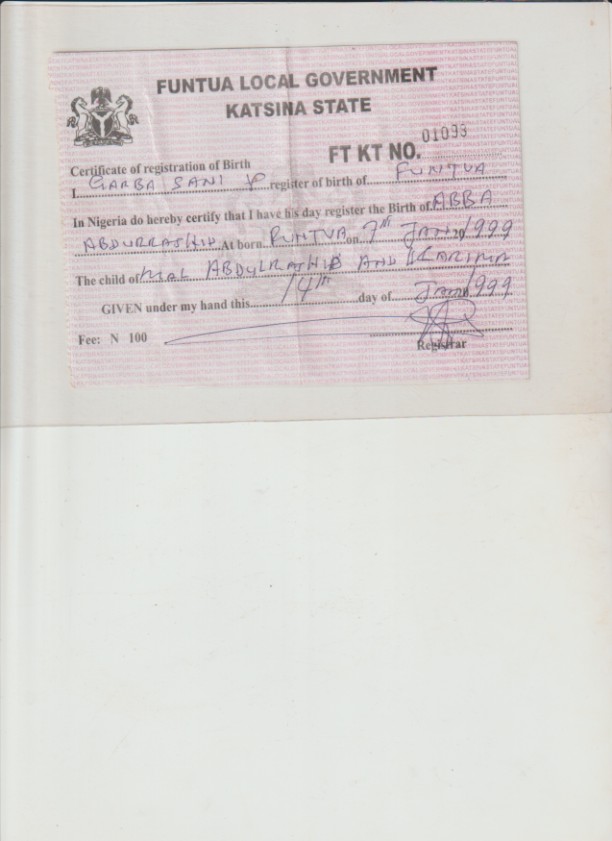 FUNTUA LOCAL GOVERNMENT
KATSINA STATE
FT KT NO. 01093
Certificate of registration of Birth
I GARBA SANI register of birth of FUNTUA
In Nigeria do hereby certify that I have his day register the Birth of ABBA
ABDURRASHID At born FUNTUA on 7th JAN 1999
The child of MAL ABDULRASHID AND KARIMA
GIVEN under my hand this 14th day of JAN 1999
Fee: N 100
Registrar